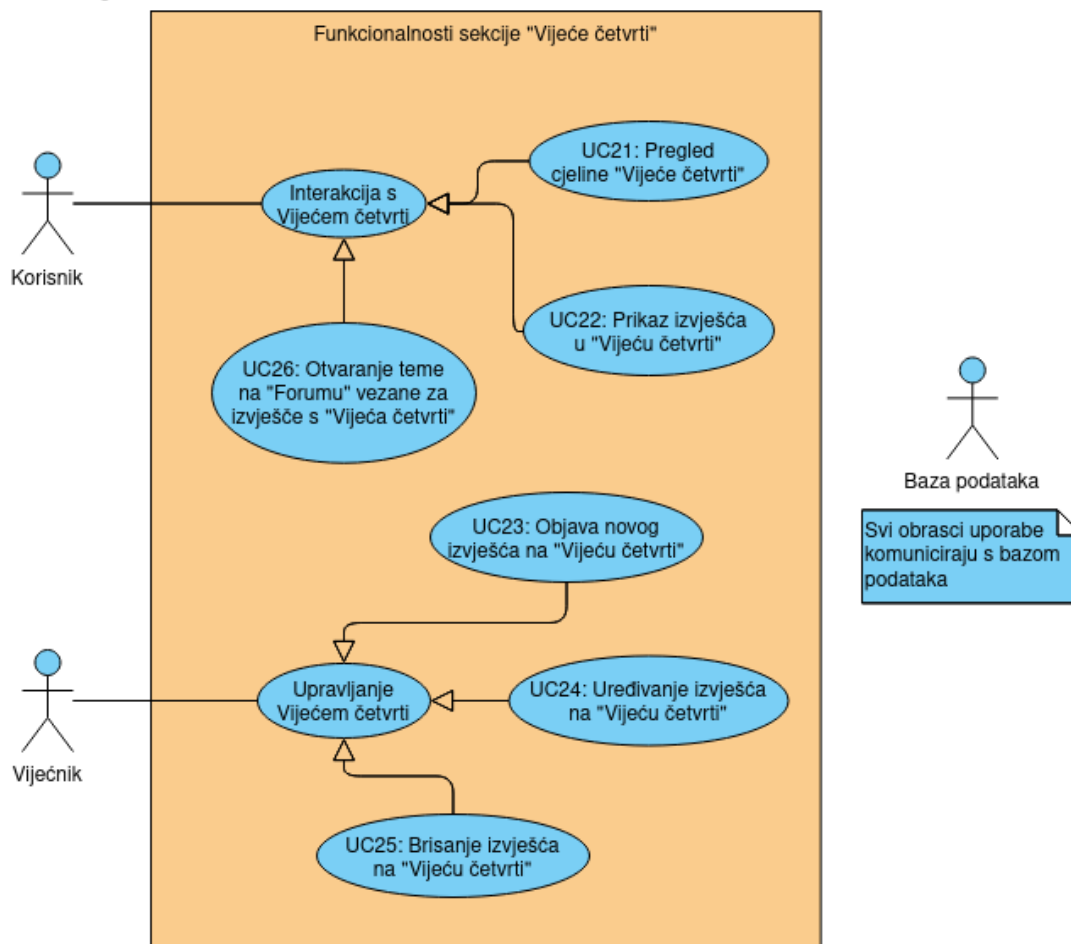 Funkcionalnosti sekcije "Vijeće četvrti"
UC21: Pregled
cjeline "Vijeće četvrti"
Interakcija s
Vijećem četvrti
Korisnik
UC22: Prikaz izvješća
u "Vijeću četvrti"
UC26: Otvaranje teme
na "Forumu" vezane za
izvješče s "Vijeća četvrti"
Baza podataka
Svi obrasci uporabe
komuniciraju s bazom
podataka
UC23: Objava novog
izvješća na "Vijeću četvrti"
Upravljanje
Vijećem četvrti
UC24: Uređivanje izvješća
na "Vijeću četvrti"
Vijećnik
UC25: Brisanje izvješća
na "Vijeću četvrti"